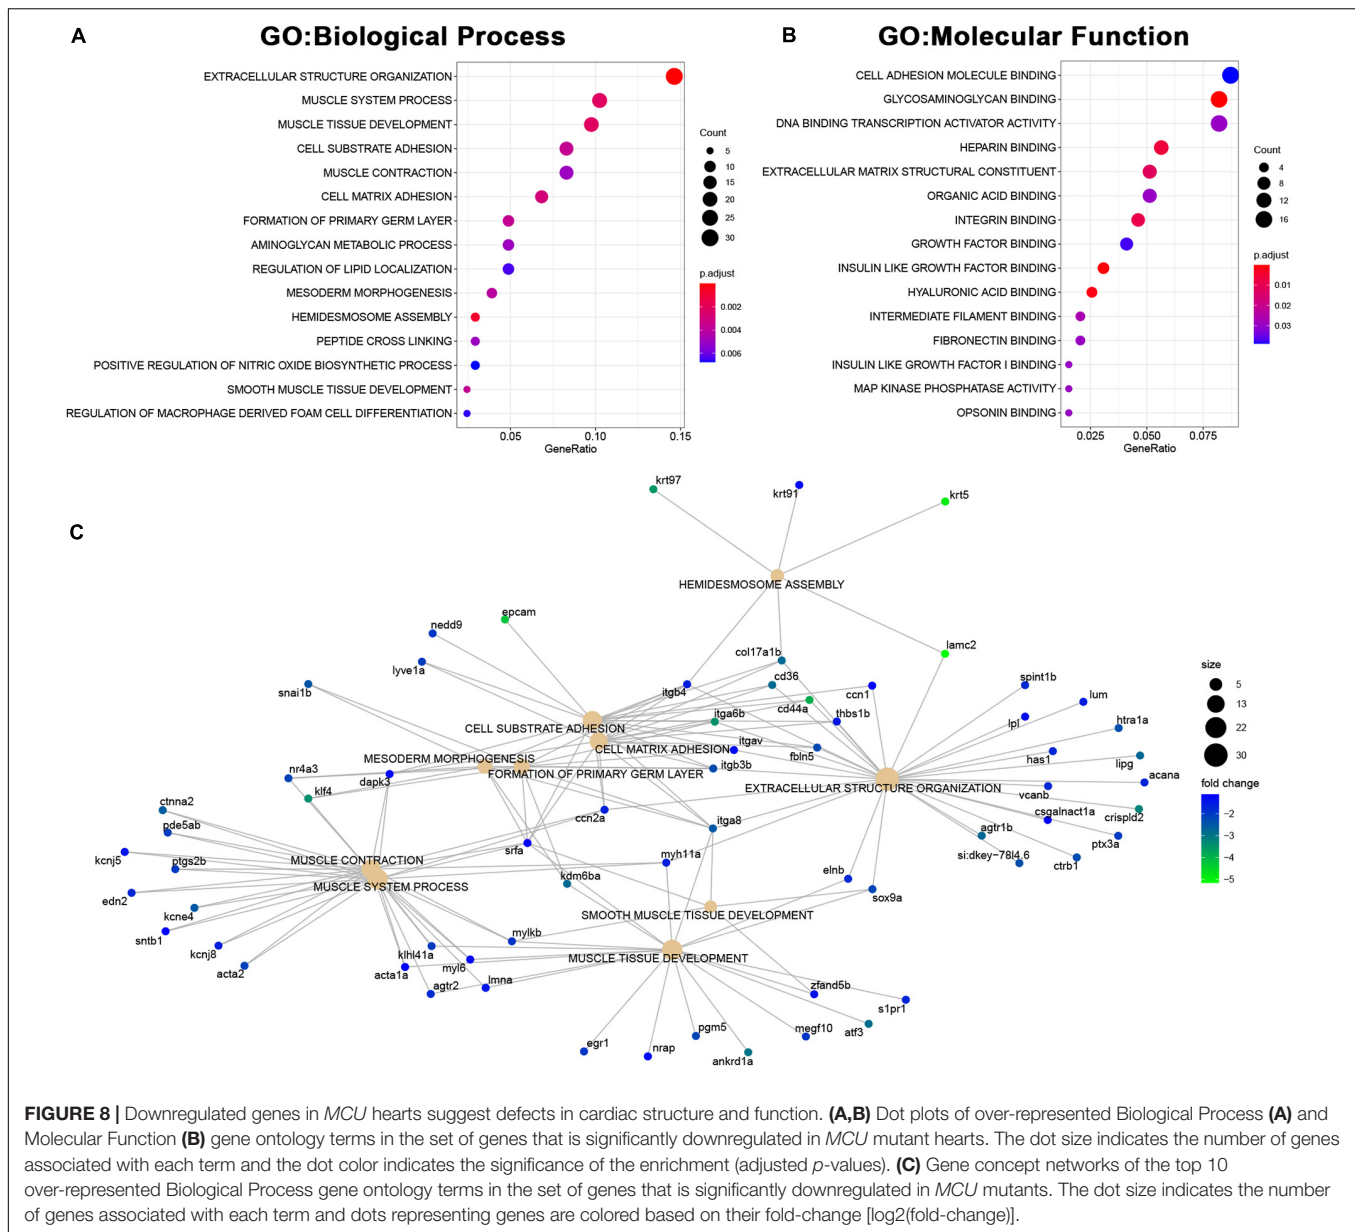 A
GO:Biological Process
EXTRACELLULAR STRUCTURE ORGANIZATION
MUSCLE SYSTEM PROCESS
MUSCLE TISSUE DEVELOPMENT
CELL SUBSTRATE ADHESION
MUSCLE CONTRACTION
CELL MATRIX ADHESION
FORMATION OF PRIMARY GERM LAYER
AMINOGLYCAN METABOLIC PROCESS
REGULATION OF LIPID LOCALIZATION
MESODERM MORPHOGENESIS
HEMIDESMOSOME ASSEMBLY
PEPTIDE CROSS LINKING
POSITIVE REGULATION OF NITRIC OXIDE BIOSYNTHETIC PROCESS
SMOOTH MUSCLE TISSUE DEVELOPMENT
REGULATION OF MACROPHAGE DERIVED FOAM CELL DIFFERENTIATION
0.05 0.10 0.15
GeneRatio
Count
5
10
15
20
25
30
p.adjust
0.002
0.004
0.006
B
GO:Molecular Function
CELL ADHESION MOLECULE BINDING
GLYCOSAMINOGLYCAN BINDING
DNA BINDING TRANSCRIPTION ACTIVATOR ACTIVITY
HEPARIN BINDING
EXTRACELLULAR MATRIX STRUCTURAL CONSTITUENT
ORGANIC ACID BINDING
INTEGRIN BINDING
GROWTH FACTOR BINDING
INSULIN LIKE GROWTH FACTOR BINDING
HYALURONIC ACID BINDING
INTERMEDIATE FILAMENT BINDING
FIBRONECTIN BINDING
INSULIN LIKE GROWTH FACTOR I BINDING
MAP KINASE PHOSPHATASE ACTIVITY
OPSONIN BINDING
0.025 0.050 0.075
GeneRatio
Count
4
8
12
16
p.adjust
0.01
0.02
0.03
C
krt97
krt91
krt5
HEMIDESMOSOME ASSEMBLY
epcam
nedd9
lyve1a
snai1b
col17a1b
lamc2
cd36
itgb4
ccn1
cd44a
spint1b
lum
itga6b
thbs1b
lpl
htra1a
CELL SUBSTRATE ADHESION
itgav
CELL MATRIX ADHESION
fbln5
has1
lipg
MESODERM MORPHOGENESIS
itgb3b
FORMATION OF PRIMARY GERM LAYER
nr4a3
dapk3
EXTRACELLULAR STRUCTURE ORGANIZATION
acana
klf4
vcanb
ctnna2
ccn2a
csgalnact1a
crispld2
pde5ab
itga8
agtr1b
ptx3a
kcnj5
ptgs2b
MUSCLE CONTRACTION
srfa
myh11a
si:dkey−78l4.6
ctrb1
MUSCLE SYSTEM PROCESS
kdm6ba
elnb
edn2
kcne4
sox9a
SMOOTH MUSCLE TISSUE DEVELOPMENT
sntb1
mylkb
kcnj8
klhl41a
MUSCLE TISSUE DEVELOPMENT
acta2
acta1a
myl6
agtr2
lmna
zfand5b
s1pr1
egr1
nrap
pgm5
ankrd1a
megf10
atf3
size
5
13
22
30
fold change
−2
−3
−4
−5
FIGURE 8 | Downregulated genes in MCU hearts suggest defects in cardiac structure and function. (A,B) Dot plots of over-represented Biological Process (A) and
Molecular Function (B) gene ontology terms in the set of genes that is significantly downregulated in MCU mutant hearts. The dot size indicates the number of genes
associated with each term and the dot color indicates the significance of the enrichment (adjusted p-values). (C) Gene concept networks of the top 10
over-represented Biological Process gene ontology terms in the set of genes that is significantly downregulated in MCU mutants. The dot size indicates the number
of genes associated with each term and dots representing genes are colored based on their fold-change [log2(fold-change)].